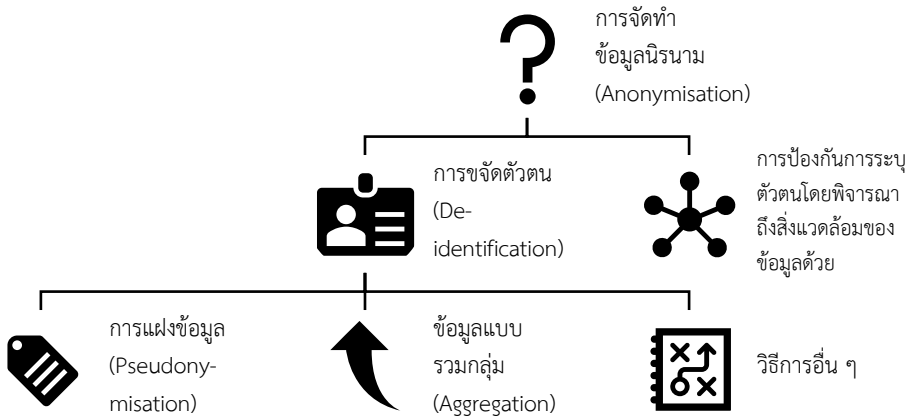 การจัดทำ
ข้อมูลนิรนาม
(Anonymisation)
การขจัดตัวตน
(De-
identification)
การป้องกันการระบุ
ตัวตนโดยพิจารณา
ถึงสิ่งแวดล้อมของ
ข้อมูลด้วย
การแฝงข้อมูล
(Pseudony-
misation)
ข้อมูลแบบ
รวมกลุ่ม
(Aggregation)
วิธีการอื่น ๆ